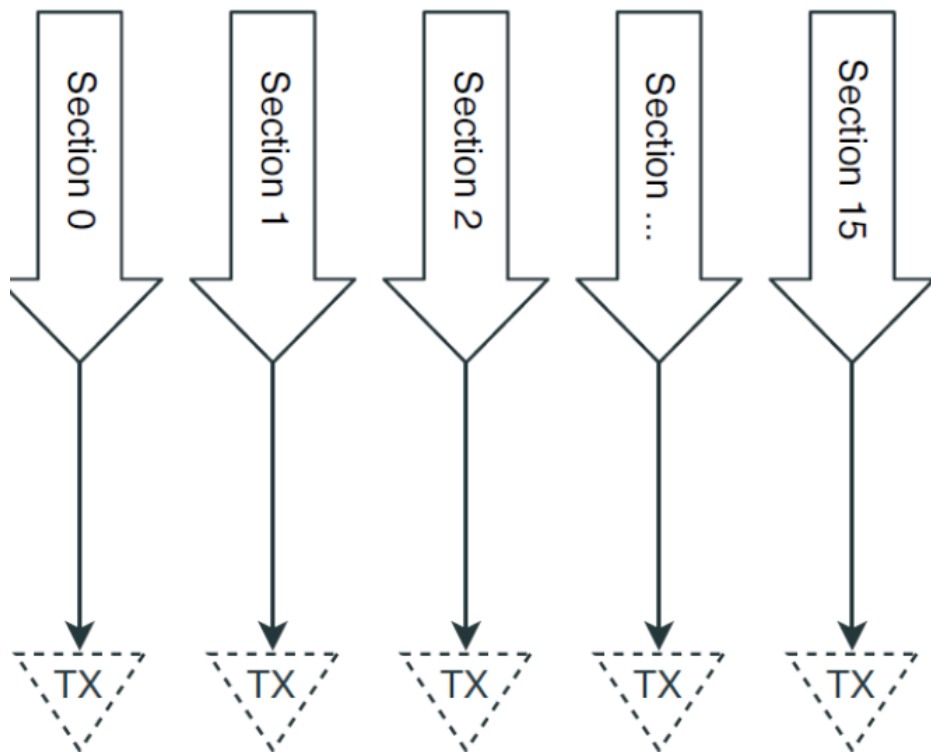 Section 0
Section 1
Section 2
Section ...
Section 15
TX
TX
TX
TX
TX